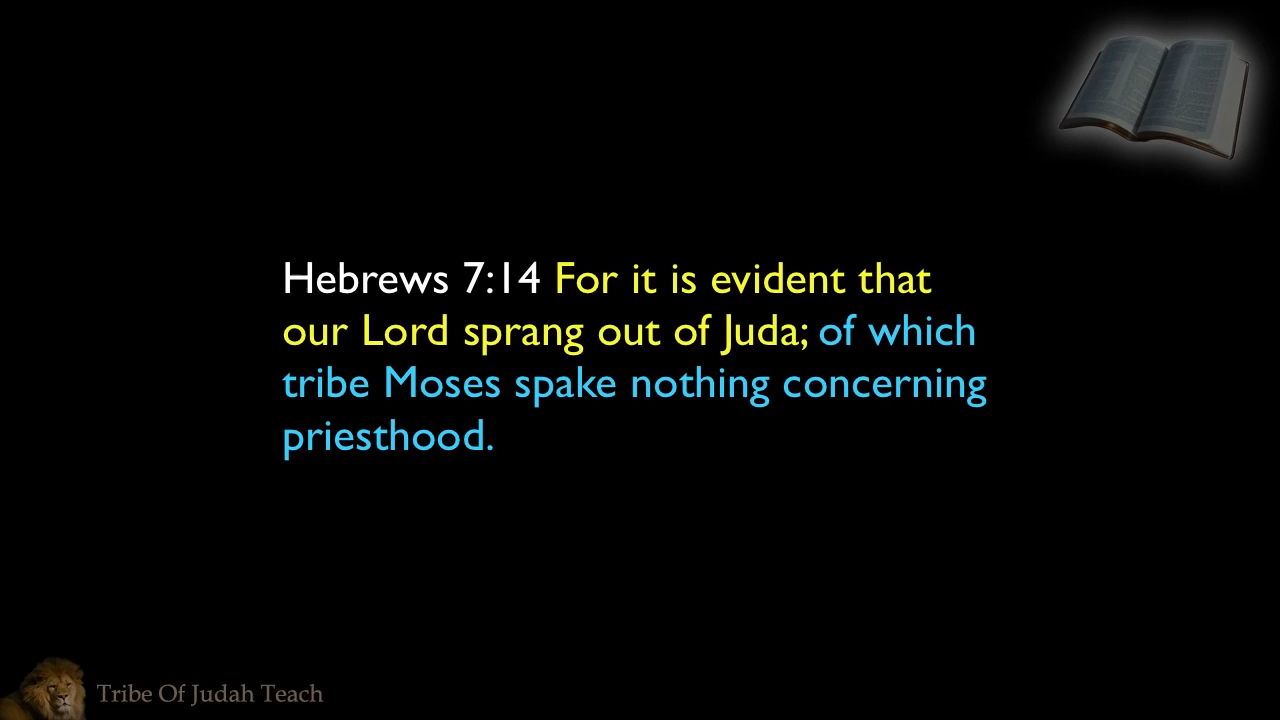 Hebrews 7:14 For it is evident that
our Lord sprang out of Juda; of which
tribe Moses spake nothing concerning
priesthood.
Tribe Of Judah Teach